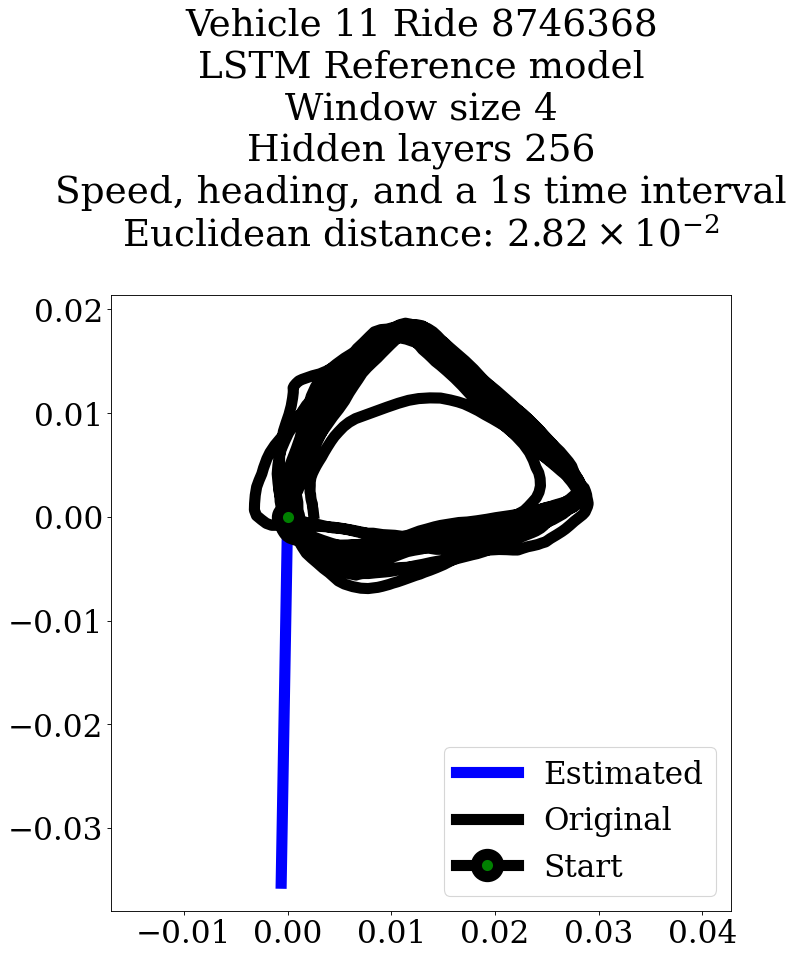 Vehicle 11 Ride 8746368
LSTM Reference model
Window size 4
Hidden layers 256
Speed, heading, and a 1s time interval
Euclidean distance: 2.82 × 10⁻²
0.02
0.01
0.00
−0.01
−0.02
−0.03
Estimated
Original
Start
−0.01 0.00 0.01 0.02 0.03 0.04